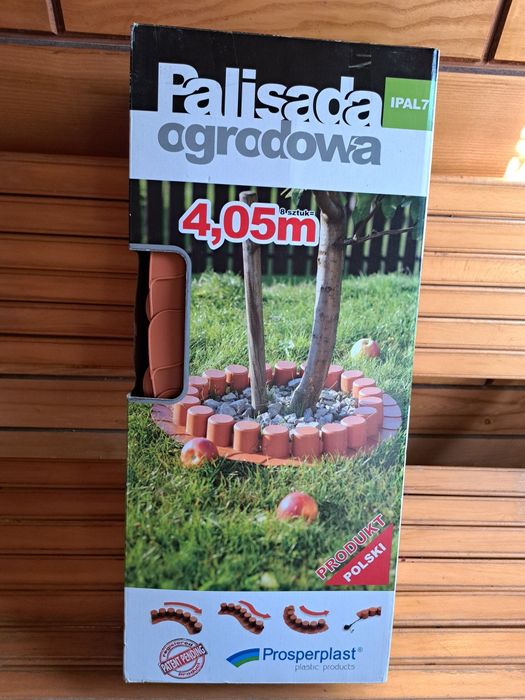 Palisada
ogrodowa
IPAL7
8 sztuk=
4,05m
PRODUKT
POLSKI
PATENT PENDING
Prosperplast®
plastic products